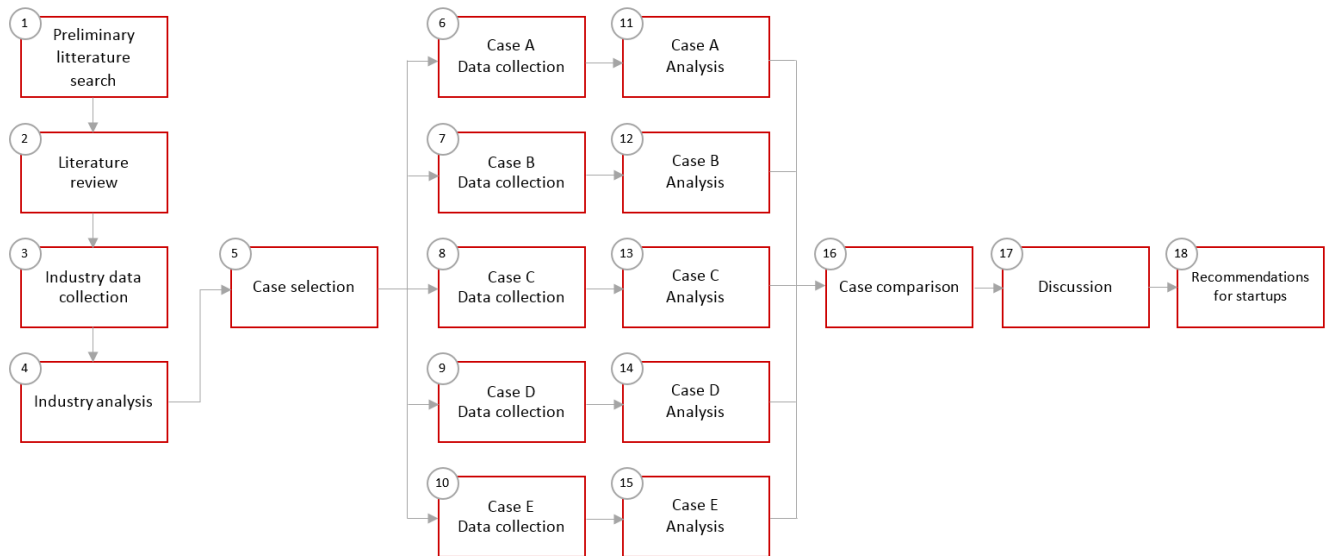 1
Preliminary
litterature
search
2
Literature
review
3
Industry data
collection
4
Industry analysis
5
Case selection
6
Case A
Data collection
7
Case B
Data collection
8
Case C
Data collection
9
Case D
Data collection
10
Case E
Data collection
11
Case A
Analysis
12
Case B
Analysis
13
Case C
Analysis
14
Case D
Analysis
15
Case E
Analysis
16
Case comparison
17
Discussion
18
Recommendations
for startups